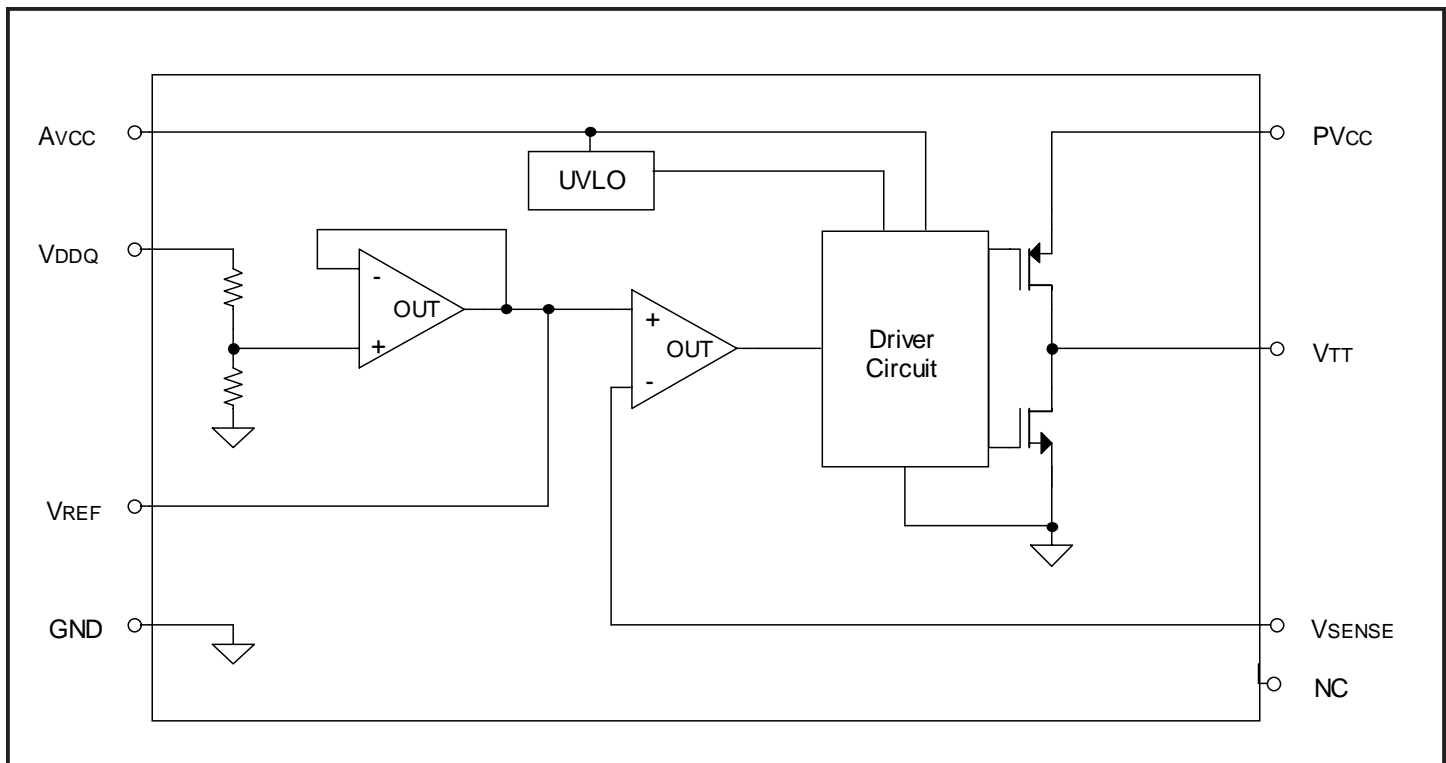 AVCC
PVCC
UVLO
VDDQ
-
OUT
+
+
OUT
-
Driver
Circuit
VTT
VREF
GND
VSENSE
NC